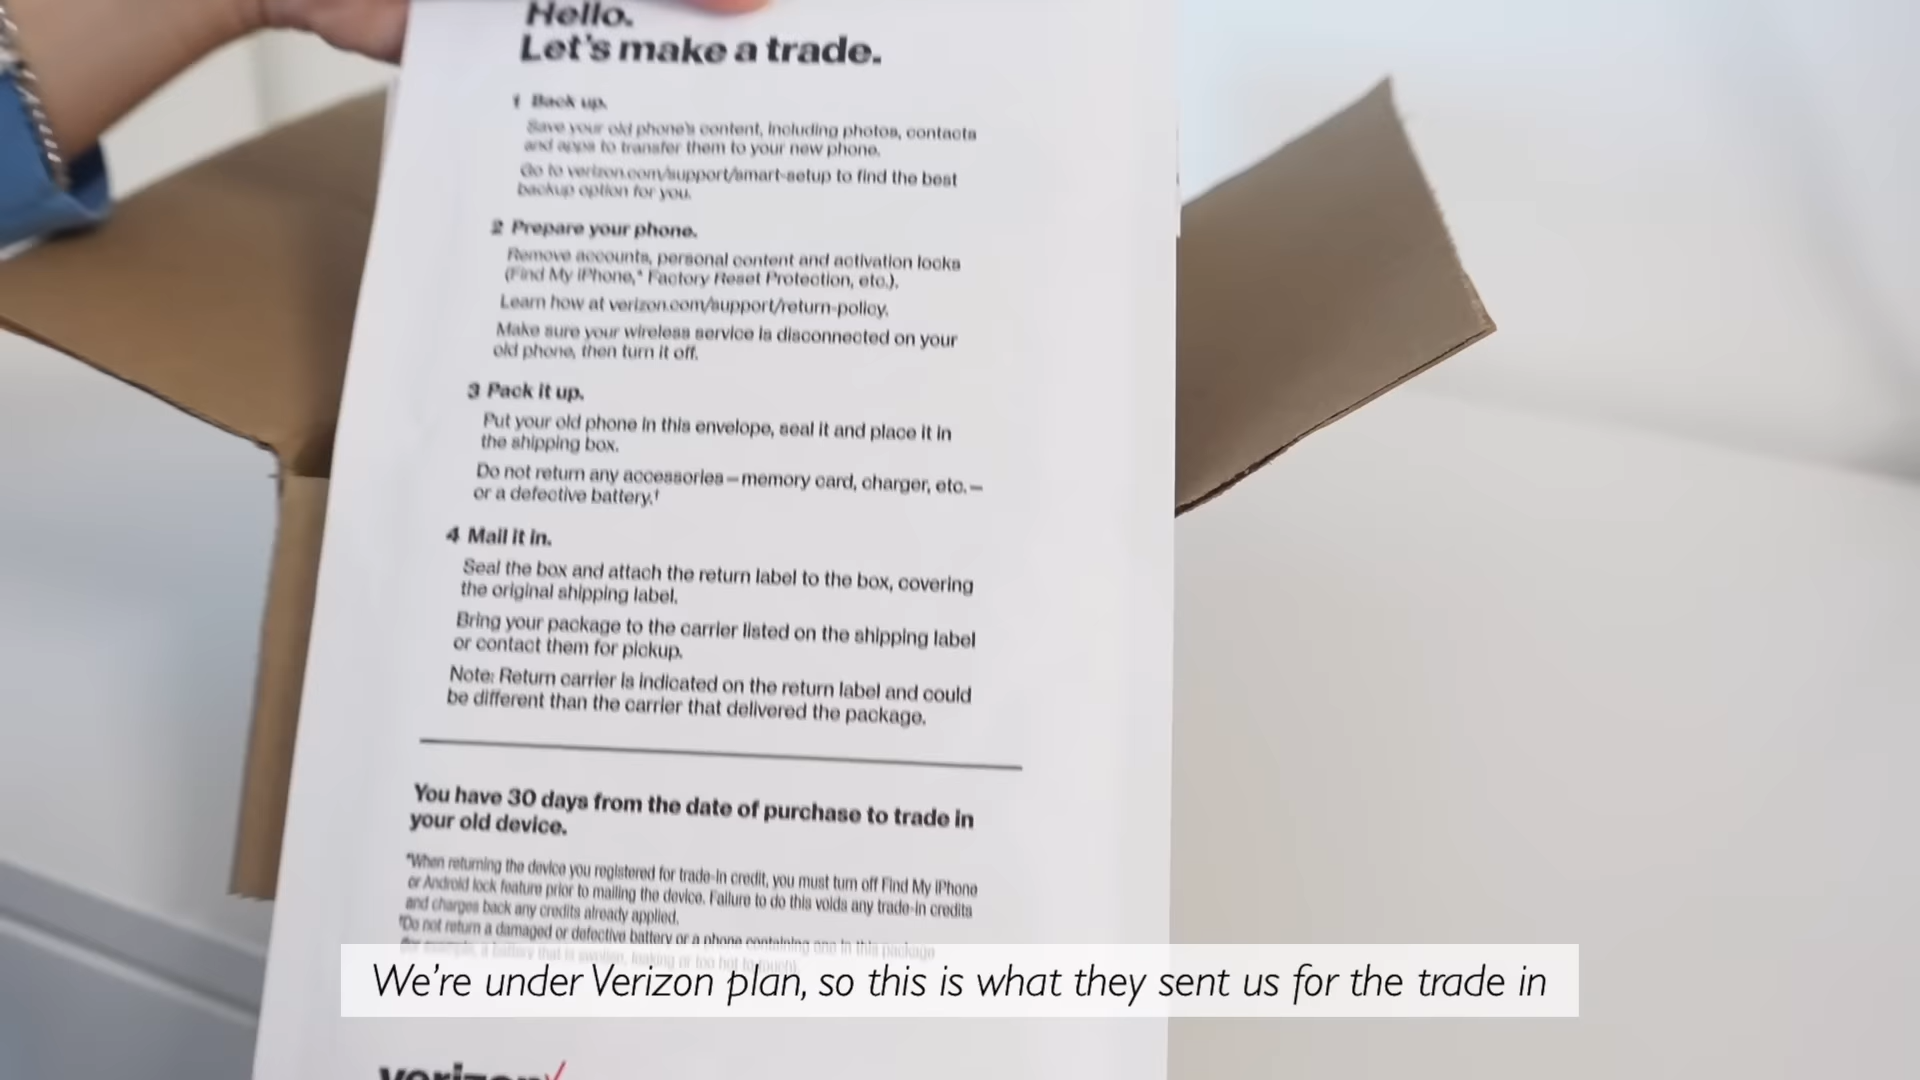 Hello.
Let's make a trade.
1 Back up.
Save your old phone's content, including photos, contacts
and apps to transfer them to your new phone.
Go to verizon.com/support/smart-setup to find the best
backup option for you.
2 Prepare your phone.
Remove accounts, personal content and activation locks
(Find My iPhone,* Factory Reset Protection, etc.).
Learn how at verizon.com/support/return-policy.
Make sure your wireless service is disconnected on your
old phone, then turn it off.
3 Pack it up.
Put your old phone in this envelope, seal it and place it in
the shipping box.
Do not return any accessories—memory card, charger, etc.—
or a defective battery.†
4 Mail it in.
Seal the box and attach the return label to the box, covering
the original shipping label.
Bring your package to the carrier listed on the shipping label
or contact them for pickup.
Note: Return carrier is indicated on the return label and could
be different than the carrier that delivered the package.
You have 30 days from the date of purchase to trade in
your old device.
*When returning the device you registered for trade-in credit, you must turn off Find My iPhone
or Android lock feature prior to mailing the device. Failure to do this voids any trade-in credits
and charges back any credits already applied.
†Do not return a damaged or defective battery or a phone containing one in this package
(for example, a battery that is swollen, leaking or too hot to touch).
We're under Verizon plan, so this is what they sent us for the trade in
verizon✓